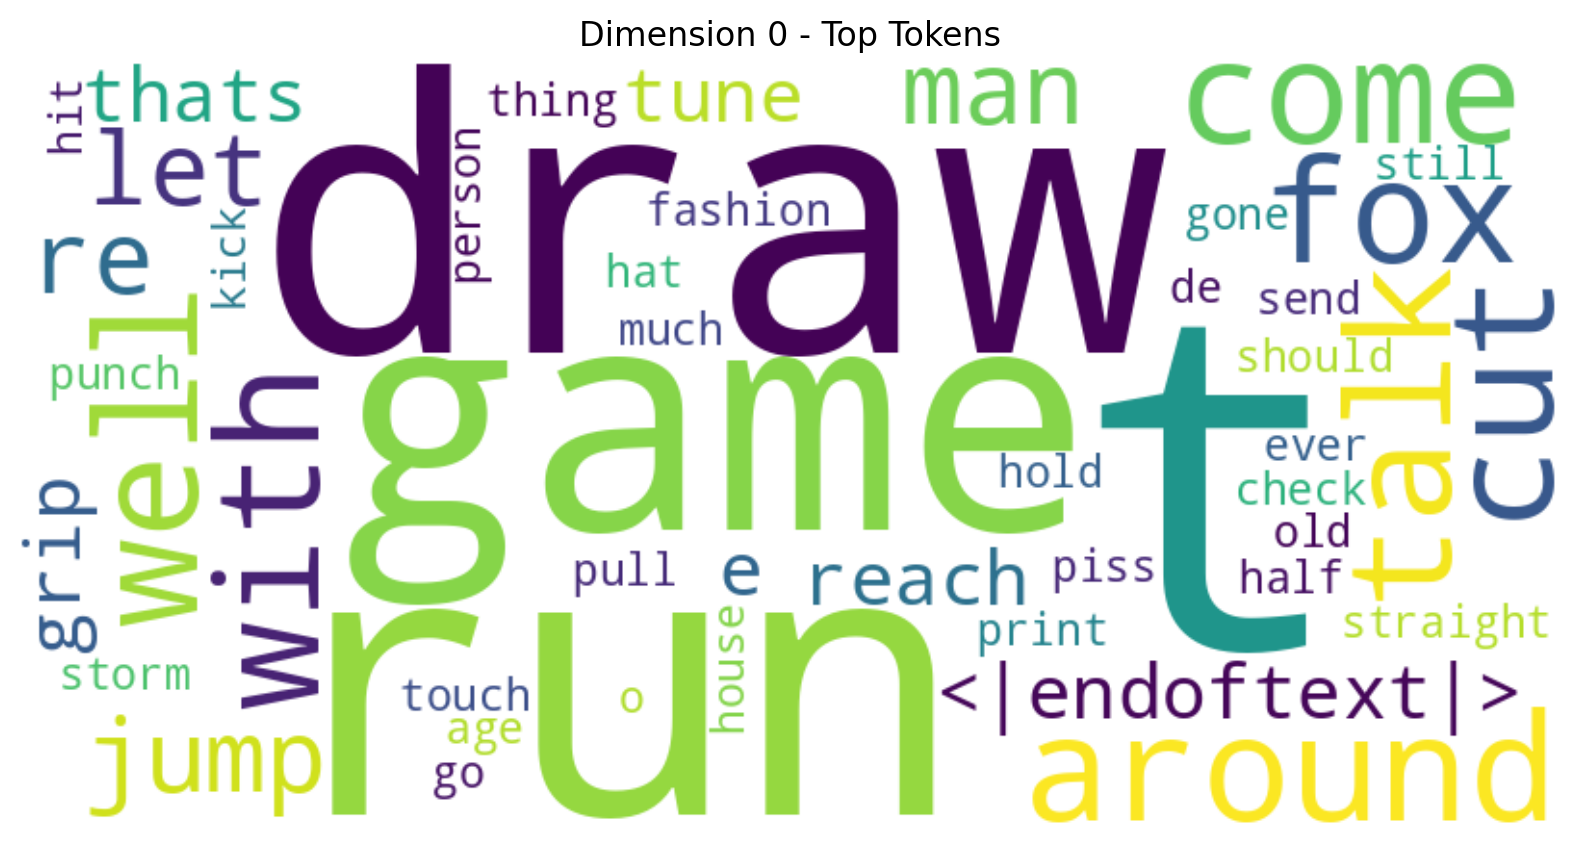 Dimension 0 - Top Tokens
hit
thats
thing
tune
man
come
let
draw
person
fashion
still
fox
re
kick
hat
gone
much
de
send
talk
cut
punch
well
with
game
t
should
grip
hold
ever
check
old
pull
e
reach
piss
half
print
straight
storm
run
touch
o
house
<|endoftext|>
age
jump
go
around